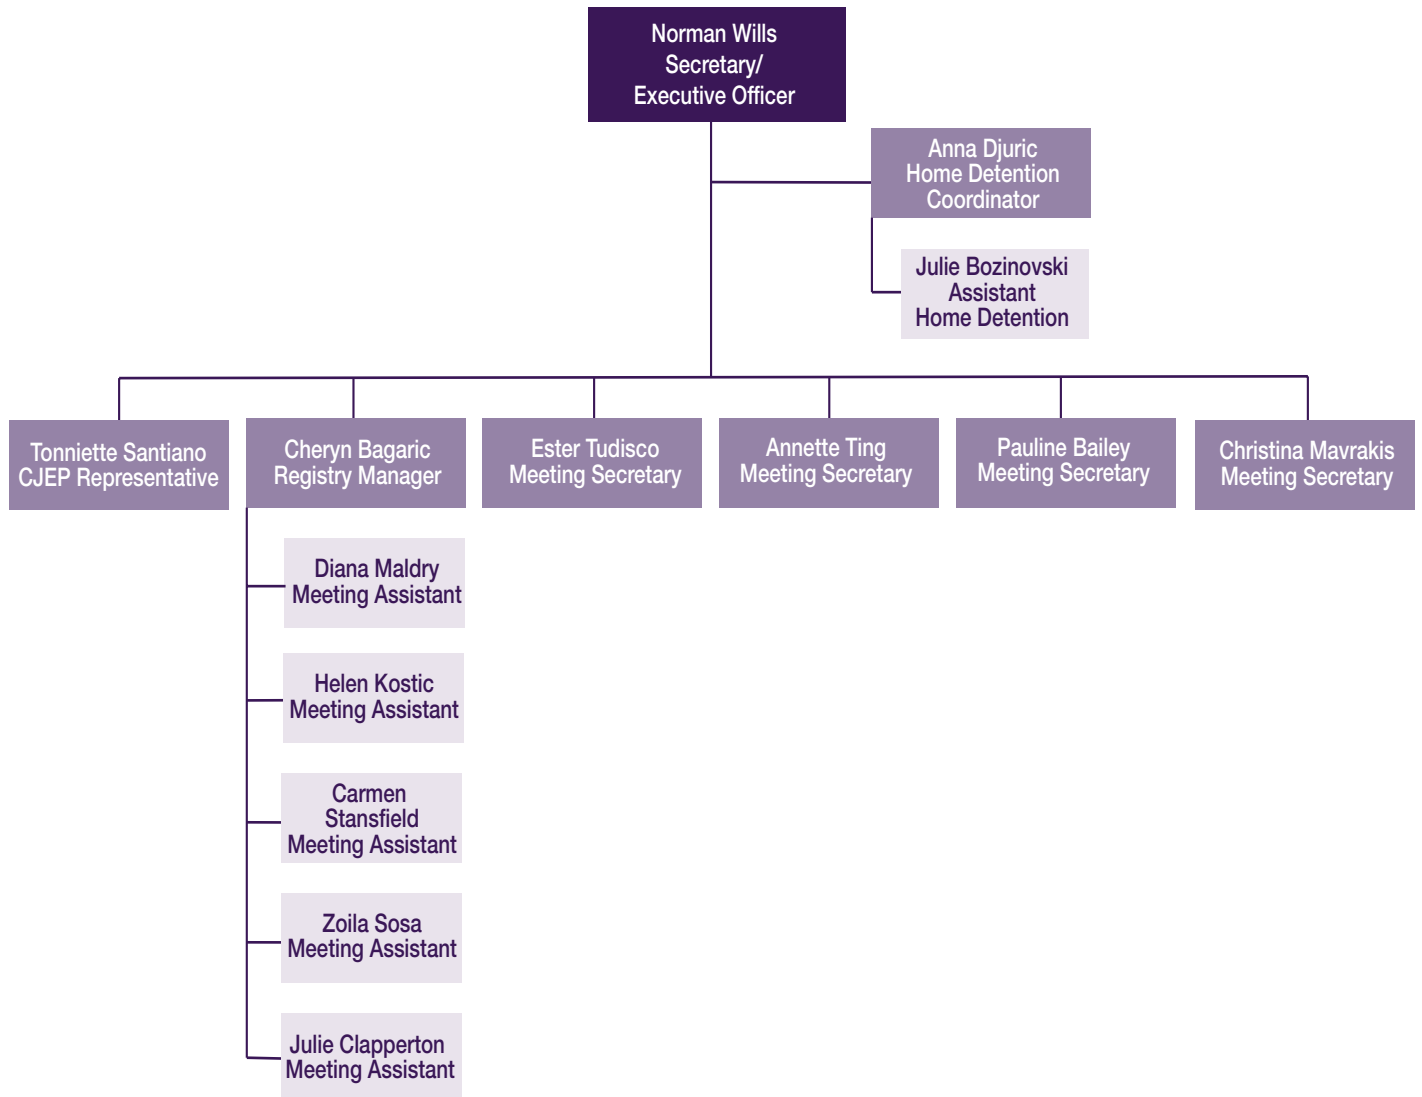 Norman Wills
Secretary/
Executive Officer
Anna Djuric
Home Detention
Coordinator
Julie Bozinovski
Assistant
Home Detention
Tonniette Santiano
CJEP Representative
Cheryn Bagaric
Registry Manager
Ester Tudisco
Meeting Secretary
Annette Ting
Meeting Secretary
Pauline Bailey
Meeting Secretary
Christina Mavrakis
Meeting Secretary
Diana Maldry
Meeting Assistant
Helen Kostic
Meeting Assistant
Carmen
Stansfield
Meeting Assistant
Zoila Sosa
Meeting Assistant
Julie Clapperton
Meeting Assistant